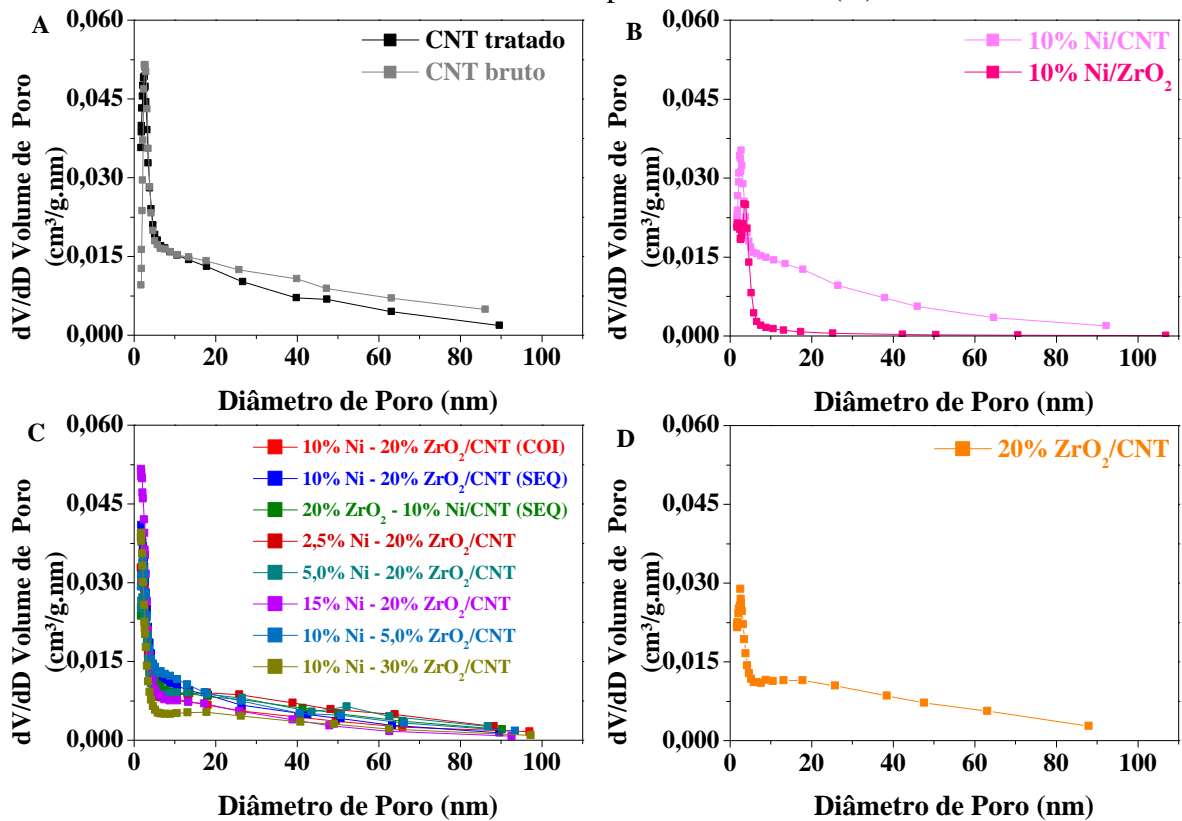 A
0,060
0,045
0,030
0,015
0,000
dV/dD Volume de Poro
(cm³/g.nm)
CNT tratado
CNT bruto
0 20 40 60 80 100
Diâmetro de Poro (nm)
B
0,060
0,045
0,030
0,015
0,000
dV/dD Volume de Poro
(cm³/g.nm)
10% Ni/CNT
10% Ni/ZrO₂
0 20 40 60 80 100
Diâmetro de Poro (nm)
C
0,060
0,045
0,030
0,015
0,000
dV/dD Volume de Poro
(cm³/g.nm)
10% Ni - 20% ZrO₂/CNT (COI)
10% Ni - 20% ZrO₂/CNT (SEQ)
20% ZrO₂ - 10% Ni/CNT (SEQ)
2,5% Ni - 20% ZrO₂/CNT
5,0% Ni - 20% ZrO₂/CNT
15% Ni - 20% ZrO₂/CNT
10% Ni - 5,0% ZrO₂/CNT
10% Ni - 30% ZrO₂/CNT
0 20 40 60 80 100
Diâmetro de Poro (nm)
D
0,060
0,045
0,030
0,015
0,000
dV/dD Volume de Poro
(cm³/g.nm)
20% ZrO₂/CNT
0 20 40 60 80 100
Diâmetro de Poro (nm)